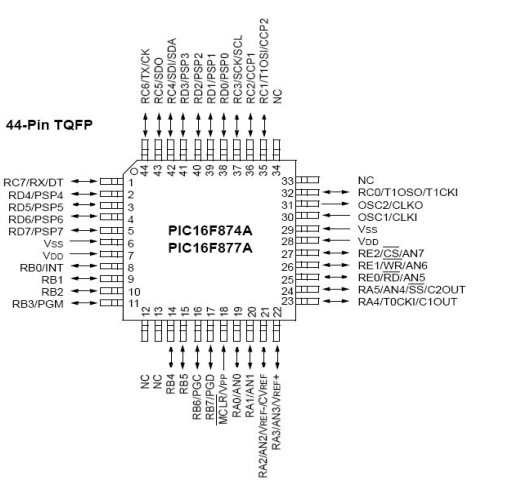 RC6/TX/CK
RC5/SDO
RC4/SDI/SDA
RD3/PSP3
RD2/PSP2
RD1/PSP1
RD0/PSP0
RC3/SCK/SCL
RC2/CCP1
RC1/T1OSI/CCP2
NC
44-Pin TQFP
44 43 42 41 40 39 38 37 36 35 34
RC7/RX/DT 1
RD4/PSP4 2
RD5/PSP5 3
RD6/PSP6 4
RD7/PSP7 5
VSS 6
VDD 7
RB0/INT 8
RB1 9
RB2 10
RB3/PGM 11
PIC16F874A
PIC16F877A
33 NC
32 RC0/T1OSO/T1CKI
31 OSC2/CLKO
30 OSC1/CLKI
29 VSS
28 VDD
27 RE2/CS/AN7
26 RE1/WR/AN6
25 RE0/RD/AN5
24 RA5/AN4/SS/C2OUT
23 RA4/T0CKI/C1OUT
12 13 14 15 16 17 18 19 20 21 22
NC
NC
RB4
RB5
RB6/PGC
RB7/PGD
MCLR/VPP
RA0/AN0
RA1/AN1
RA2/AN2/VREF-/CVREF
RA3/AN3/VREF+